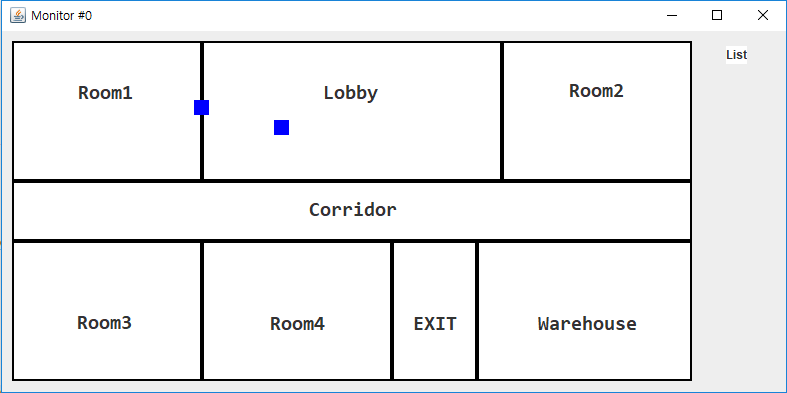 Monitor #0
List
Room1
Lobby
Room2
Corridor
Room3
Room4
EXIT
Warehouse